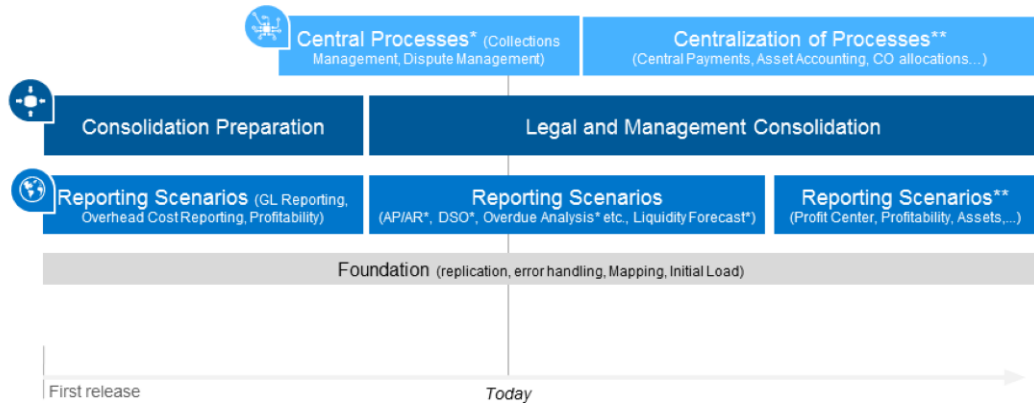 Central Processes* (Collections
Management, Dispute Management)
Centralization of Processes**
(Central Payments, Asset Accounting, CO allocations...)
Consolidation Preparation
Legal and Management Consolidation
Reporting Scenarios (GL Reporting,
Overhead Cost Reporting, Profitability)
Reporting Scenarios
(AP/AR*, DSO*, Overdue Analysis* etc., Liquidity Forecast*)
Reporting Scenarios**
(Profit Center, Profitability, Assets,...)
Foundation (replication, error handling, Mapping, Initial Load)
First release
Today